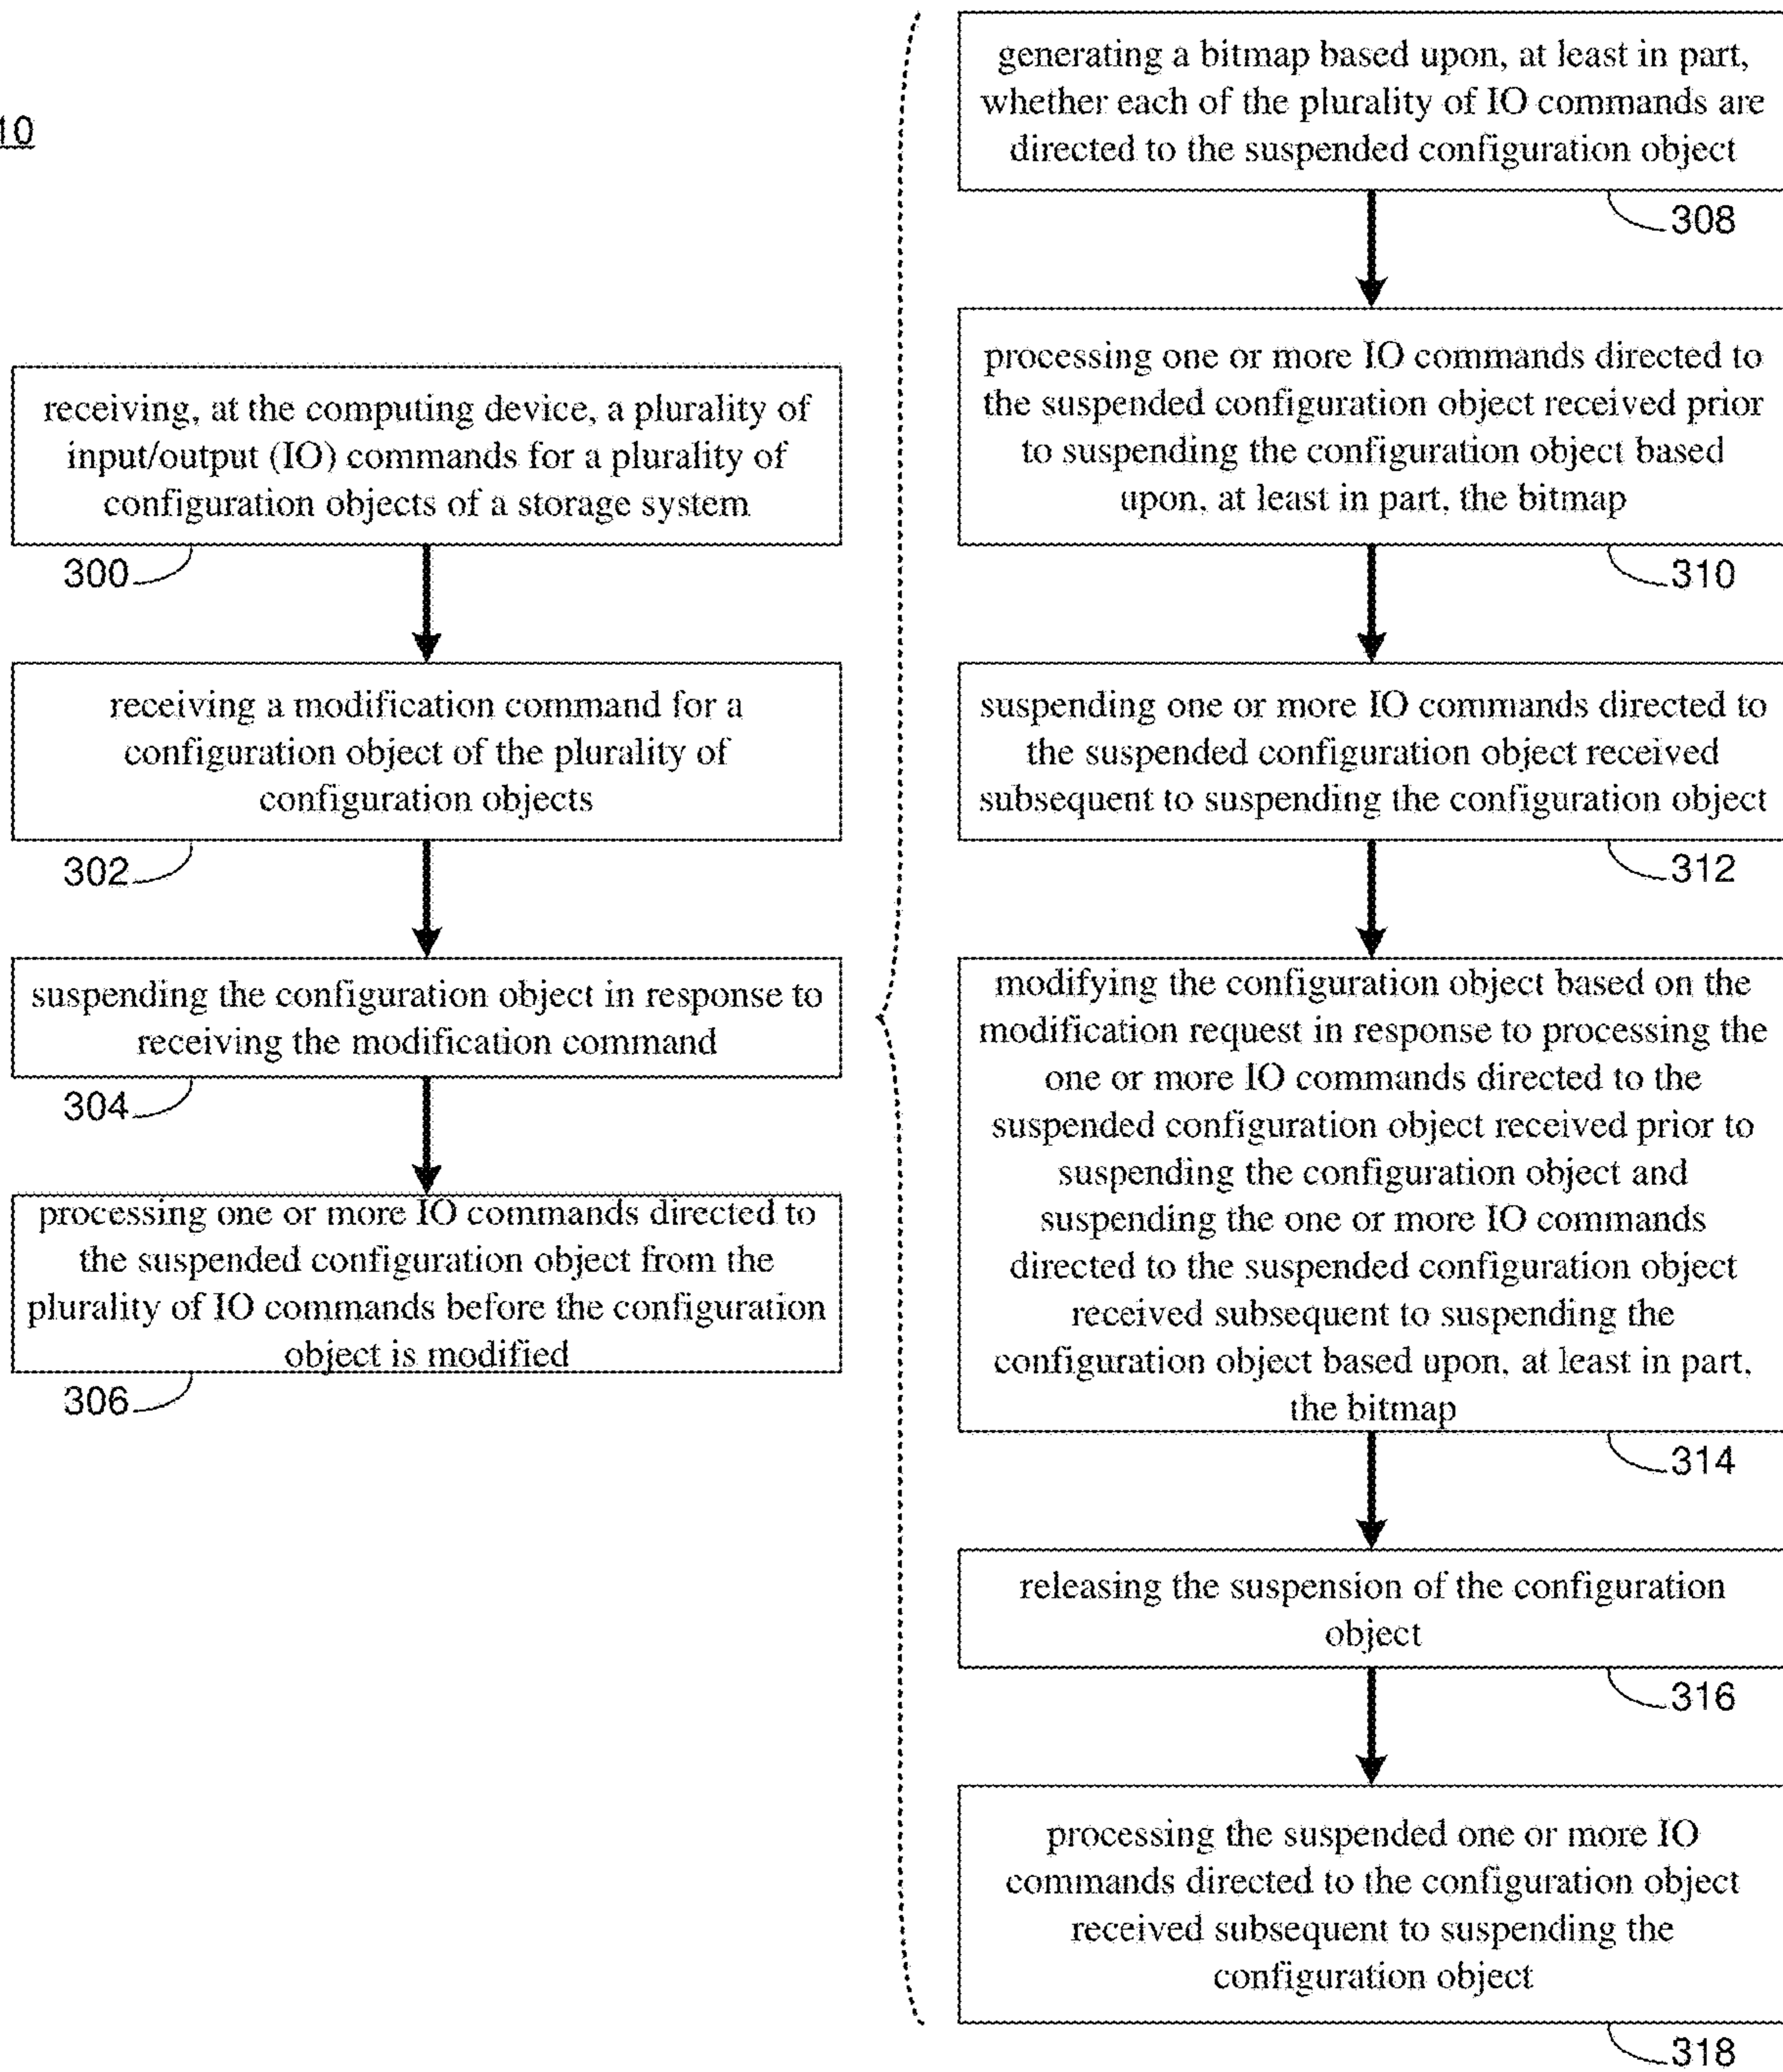 10
receiving, at the computing device, a plurality of
input/output (IO) commands for a plurality of
configuration objects of a storage system
300
receiving a modification command for a
configuration object of the plurality of
configuration objects
302
suspending the configuration object in response to
receiving the modification command
304
processing one or more IO commands directed to
the suspended configuration object from the
plurality of IO commands before the configuration
object is modified
306
generating a bitmap based upon, at least in part,
whether each of the plurality of IO commands are
directed to the suspended configuration object
308
processing one or more IO commands directed to
the suspended configuration object received prior
to suspending the configuration object based
upon, at least in part, the bitmap
310
suspending one or more IO commands directed to
the suspended configuration object received
subsequent to suspending the configuration object
312
modifying the configuration object based on the
modification request in response to processing the
one or more IO commands directed to the
suspended configuration object received prior to
suspending the configuration object and
suspending the one or more IO commands
directed to the suspended configuration object
received subsequent to suspending the
configuration object based upon, at least in part,
the bitmap
314
releasing the suspension of the configuration
object
316
processing the suspended one or more IO
commands directed to the configuration object
received subsequent to suspending the
configuration object
318